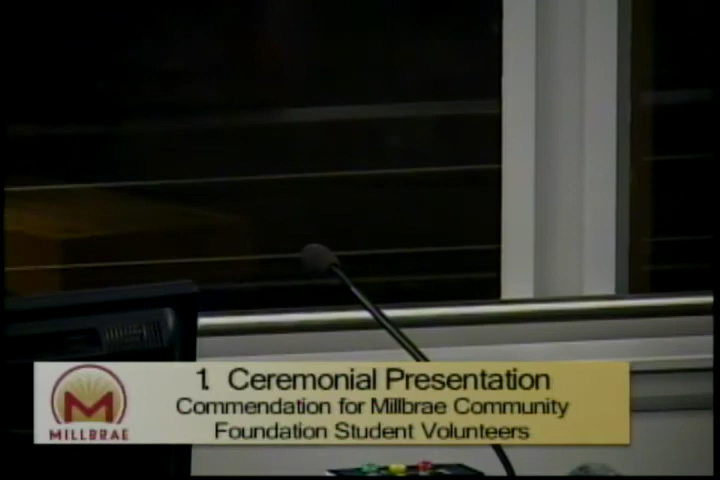 1. Ceremonial Presentation
Commendation for Millbrae Community
Foundation Student Volunteers
M
MILLBRAE